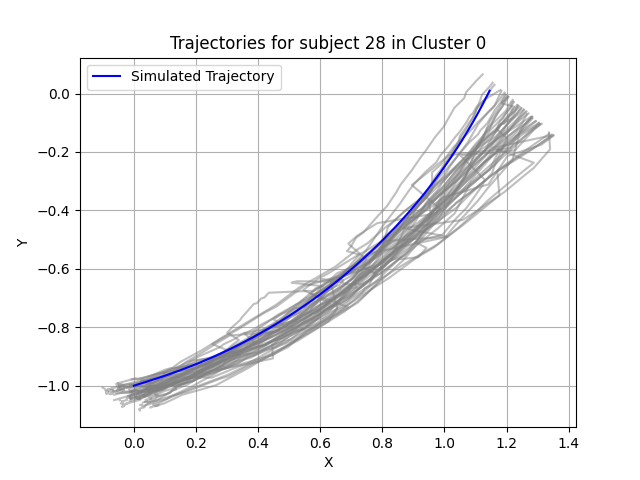 Trajectories for subject 28 in Cluster 0
Simulated Trajectory
Y
0.0
−0.2
−0.4
−0.6
−0.8
−1.0
0.0 0.2 0.4 0.6 0.8 1.0 1.2 1.4
X